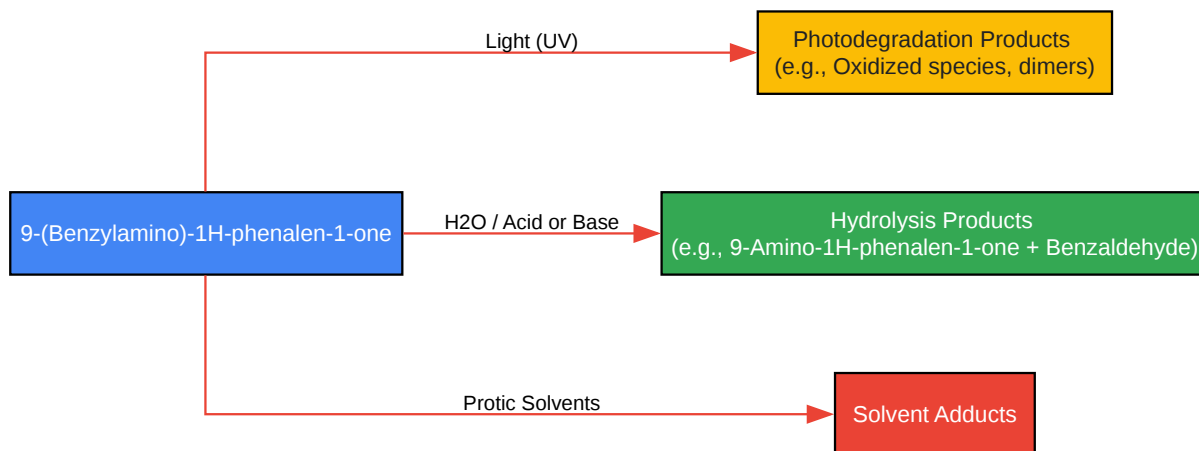 Light (UV)
Photodegradation Products
(e.g., Oxidized species, dimers)
9-(Benzylamino)-1H-phenalen-1-one
H2O / Acid or Base
Hydrolysis Products
(e.g., 9-Amino-1H-phenalen-1-one + Benzaldehyde)
Protic Solvents
Solvent Adducts